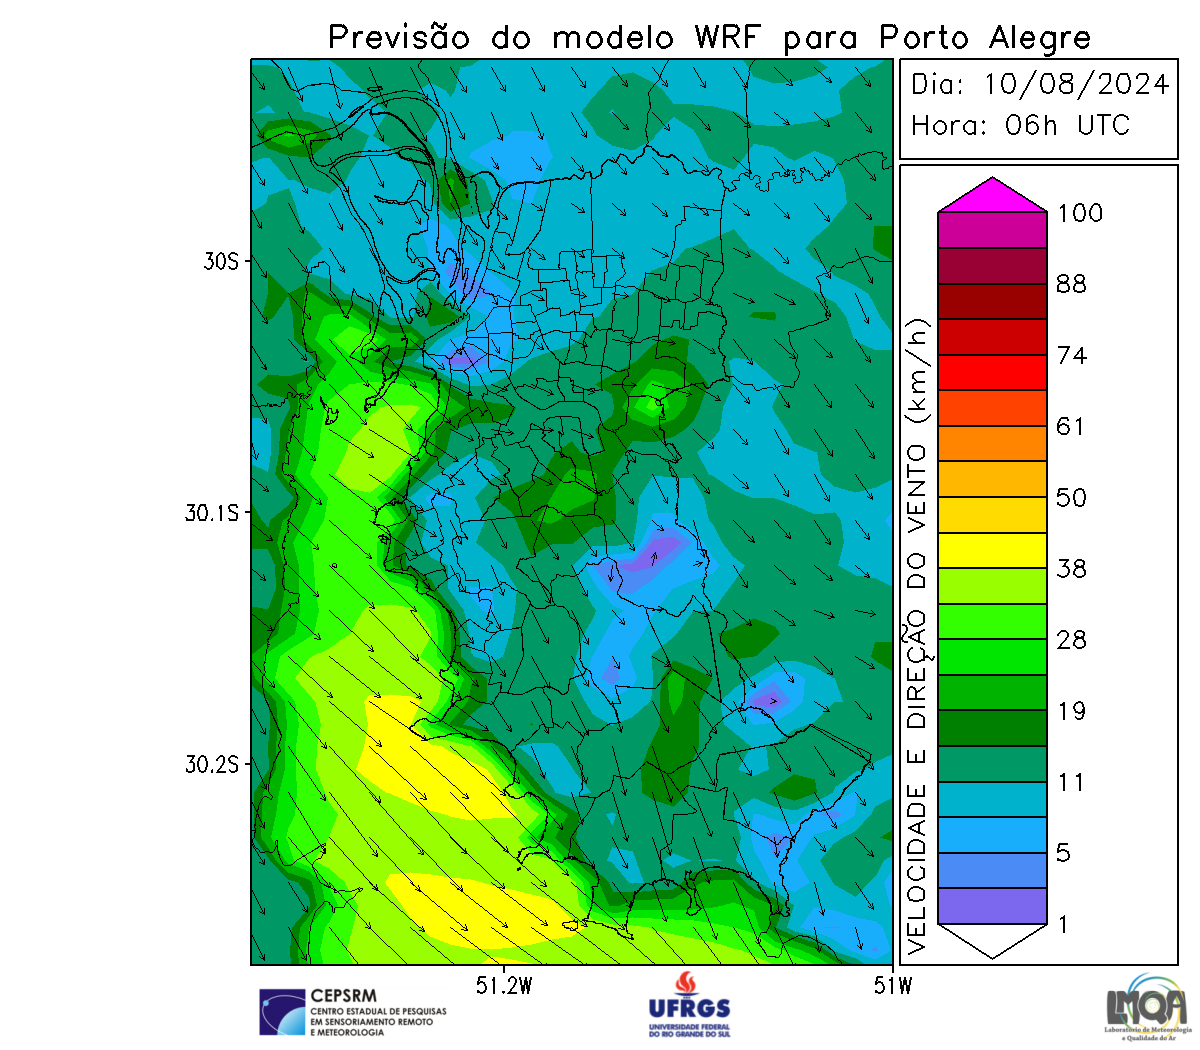 Previsão do modelo WRF para Porto Alegre
Dia: 10/08/2024
Hora: 06h UTC
30S
30.1S
30.2S
51.2W
51W
VELOCIDADE E DIREÇÃO DO VENTO (km/h)
100
88
74
61
50
38
28
19
11
5
1
CEPSRM
CENTRO ESTADUAL DE PESQUISAS
EM SENSORIAMENTO REMOTO
E METEOROLOGIA
UFRGS
UNIVERSIDADE FEDERAL
DO RIO GRANDE DO SUL
LMQA
Laboratório de Meteorologia
e Qualidade do Ar